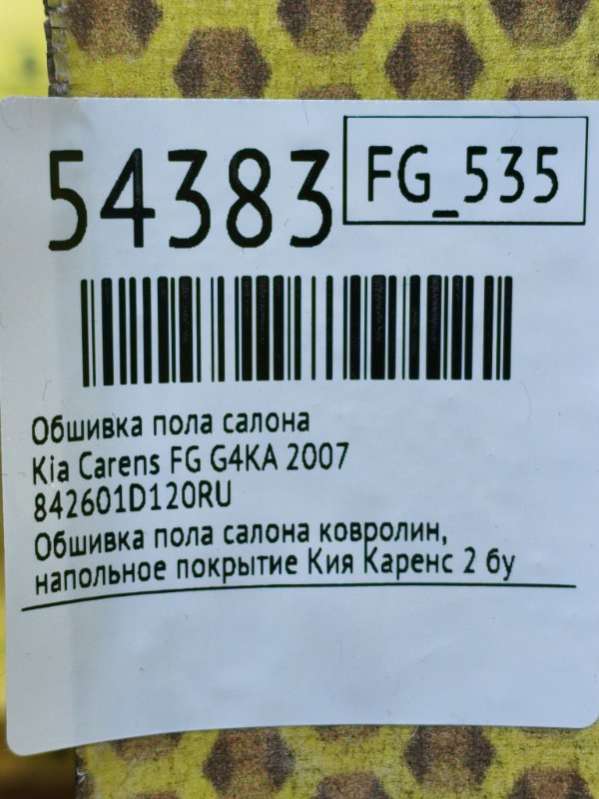 54383
FG_535
Обшивка пола салона
Kia Carens FG G4KA 2007
842601D120RU
Обшивка пола салона ковролин,
напольное покрытие Кия Каренс 2 бу